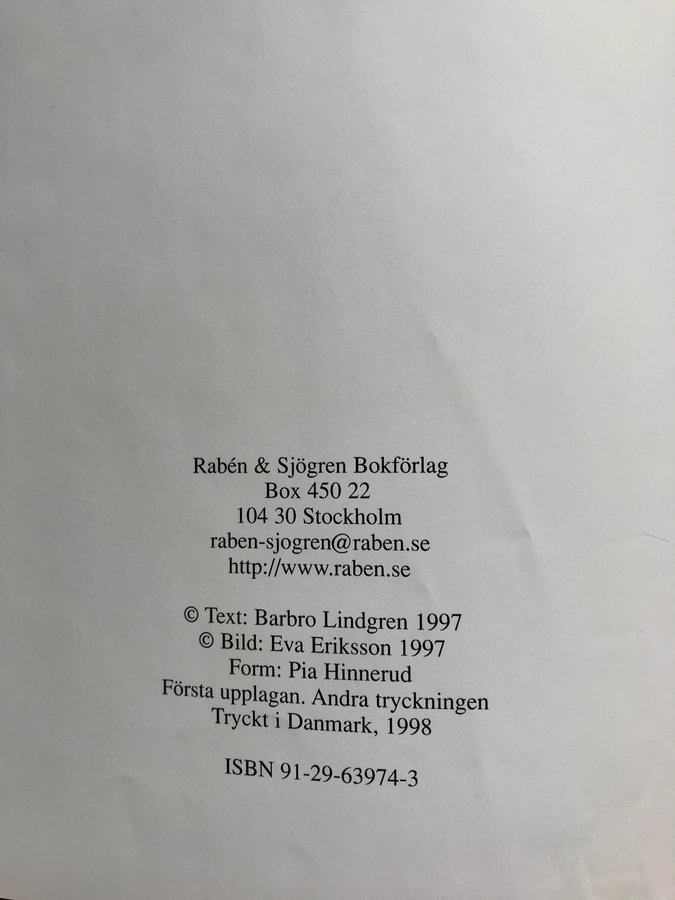 Rabén & Sjögren Bokförlag
Box 450 22
104 30 Stockholm
raben-sjogren@raben.se
http://www.raben.se
© Text: Barbro Lindgren 1997
© Bild: Eva Eriksson 1997
Form: Pia Hinnerud
Första upplagan. Andra tryckningen
Tryckt i Danmark, 1998
ISBN 91-29-63974-3